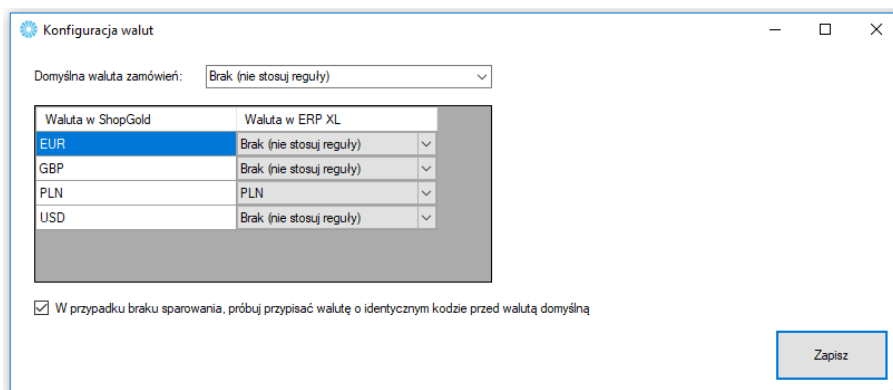 Konfiguracja walut
Domyślna waluta zamówień: Brak (nie stosuj reguły)
Waluta w ShopGold Waluta w ERP XL
EUR Brak (nie stosuj reguły)
GBP Brak (nie stosuj reguły)
PLN PLN
USD Brak (nie stosuj reguły)
W przypadku braku sparowania, próbuj przypisać walutę o identycznym kodzie przed walutą domyślną
Zapisz